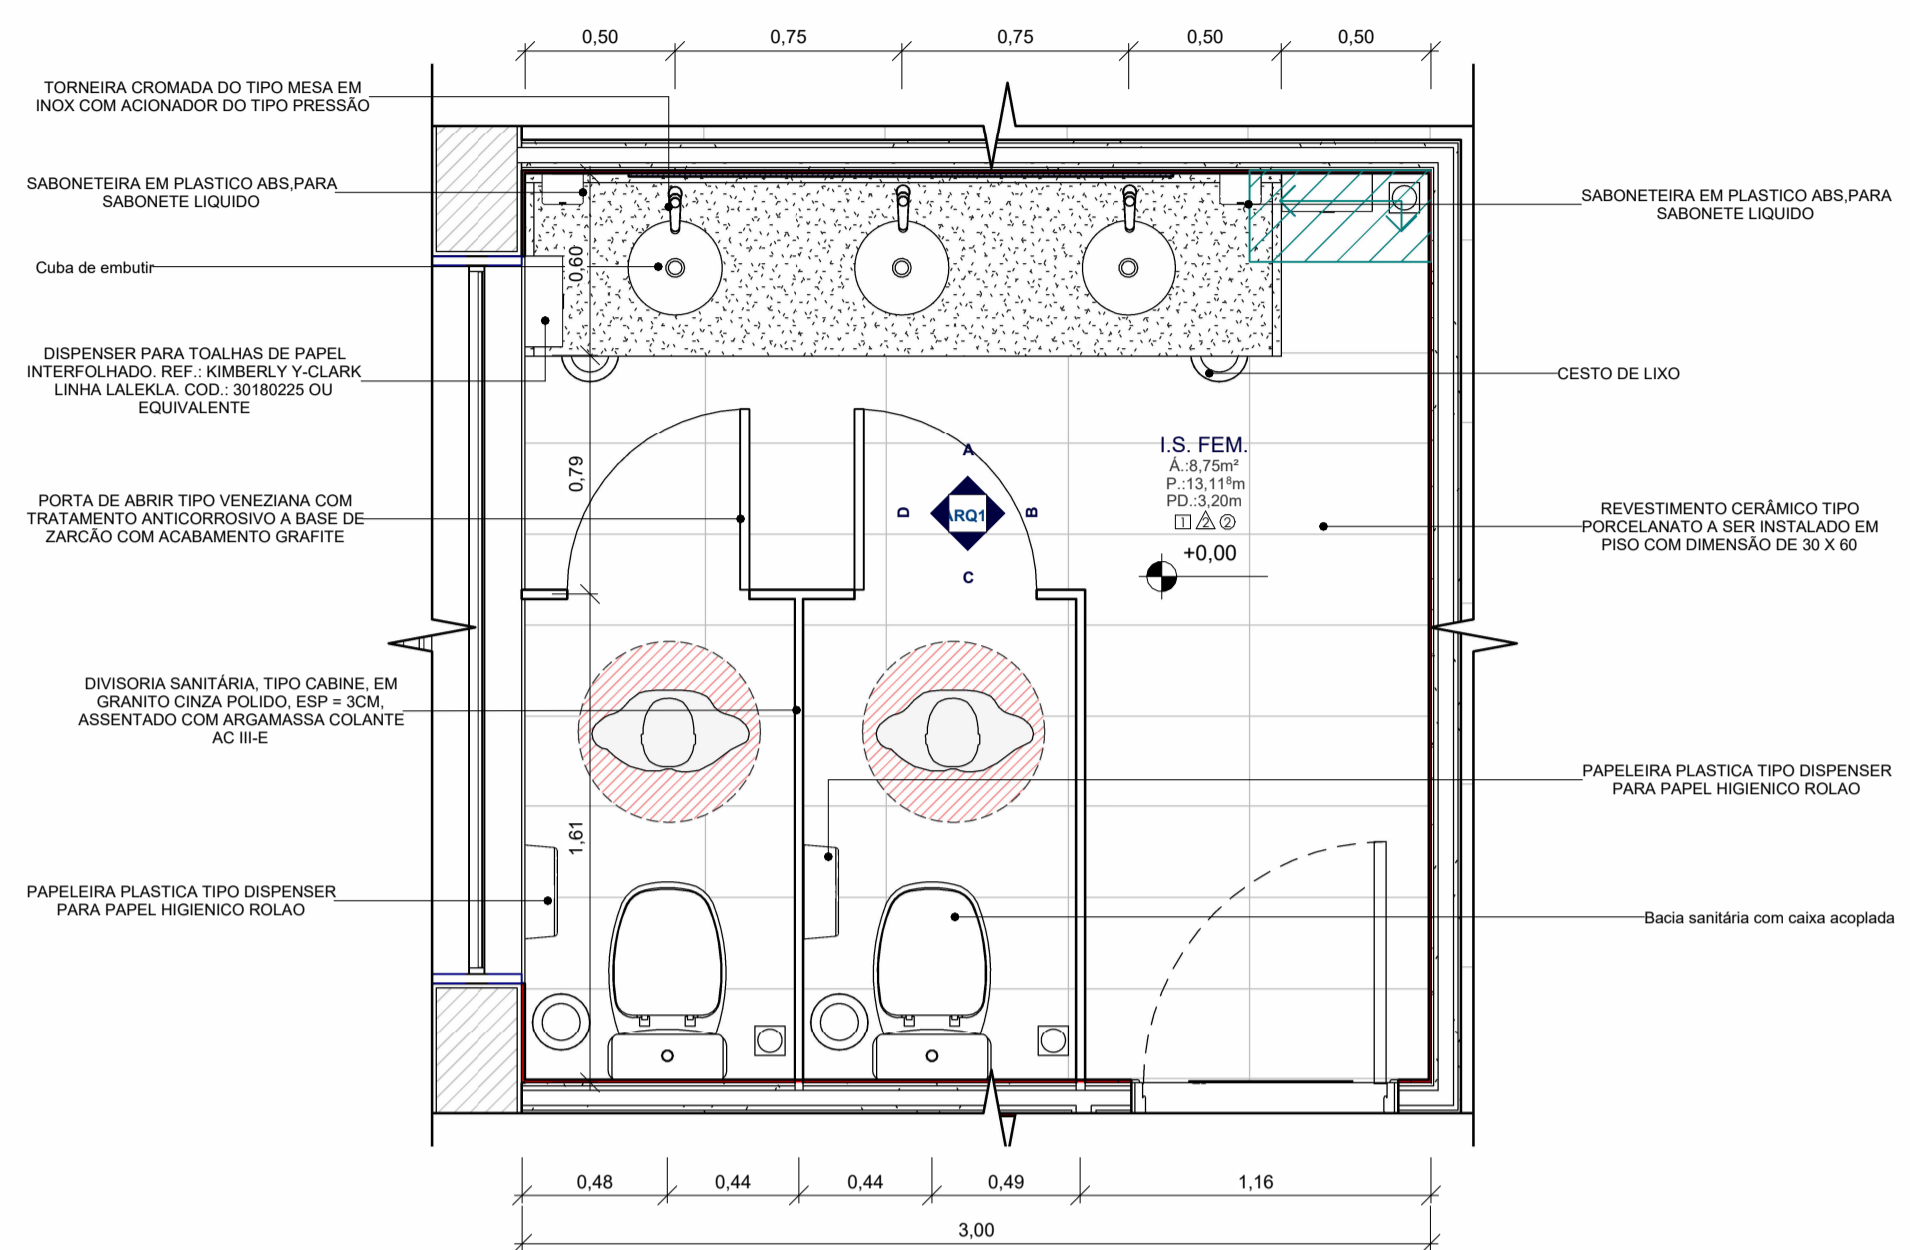 0,50
0,75
0,75
0,50
0,50
TORNEIRA CROMADA DO TIPO MESA EM
INOX COM ACIONADOR DO TIPO PRESSÃO
SABONETEIRA EM PLASTICO ABS,PARA
SABONETE LIQUIDO
Cuba de embutir
DISPENSER PARA TOALHAS DE PAPEL
INTERFOLHADO. REF.: KIMBERLY Y-CLARK
LINHA LALEKLA. COD.: 30180225 OU
EQUIVALENTE
PORTA DE ABRIR TIPO VENEZIANA COM
TRATAMENTO ANTICORROSIVO A BASE DE
ZARCÃO COM ACABAMENTO GRAFITE
DIVISORIA SANITÁRIA, TIPO CABINE, EM
GRANITO CINZA POLIDO, ESP = 3CM,
ASSENTADO COM ARGAMASSA COLANTE
AC III-E
PAPELEIRA PLASTICA TIPO DISPENSER
PARA PAPEL HIGIENICO ROLAO
0,60
0,79
1,61
A
D
ARQ1
B
C
I.S. FEM.
Á.:8,75m²
P.:13,11⁸m
PD.:3,20m
1 2 2
+0,00
SABONETEIRA EM PLASTICO ABS,PARA
SABONETE LIQUIDO
CESTO DE LIXO
REVESTIMENTO CERÂMICO TIPO
PORCELANATO A SER INSTALADO EM
PISO COM DIMENSÃO DE 30 X 60
PAPELEIRA PLASTICA TIPO DISPENSER
PARA PAPEL HIGIENICO ROLAO
Bacia sanitária com caixa acoplada
0,48
0,44
0,44
0,49
1,16
3,00